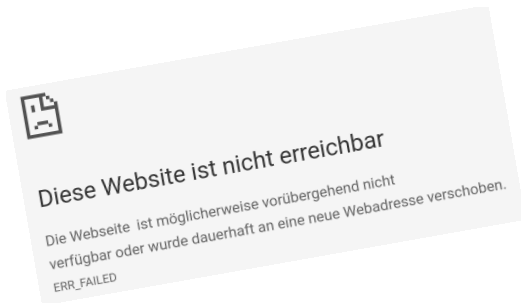 Diese Website ist nicht erreichbar
Die Webseite ist möglicherweise vorübergehend nicht
verfügbar oder wurde dauerhaft an eine neue Webadresse verschoben.
ERR_FAILED